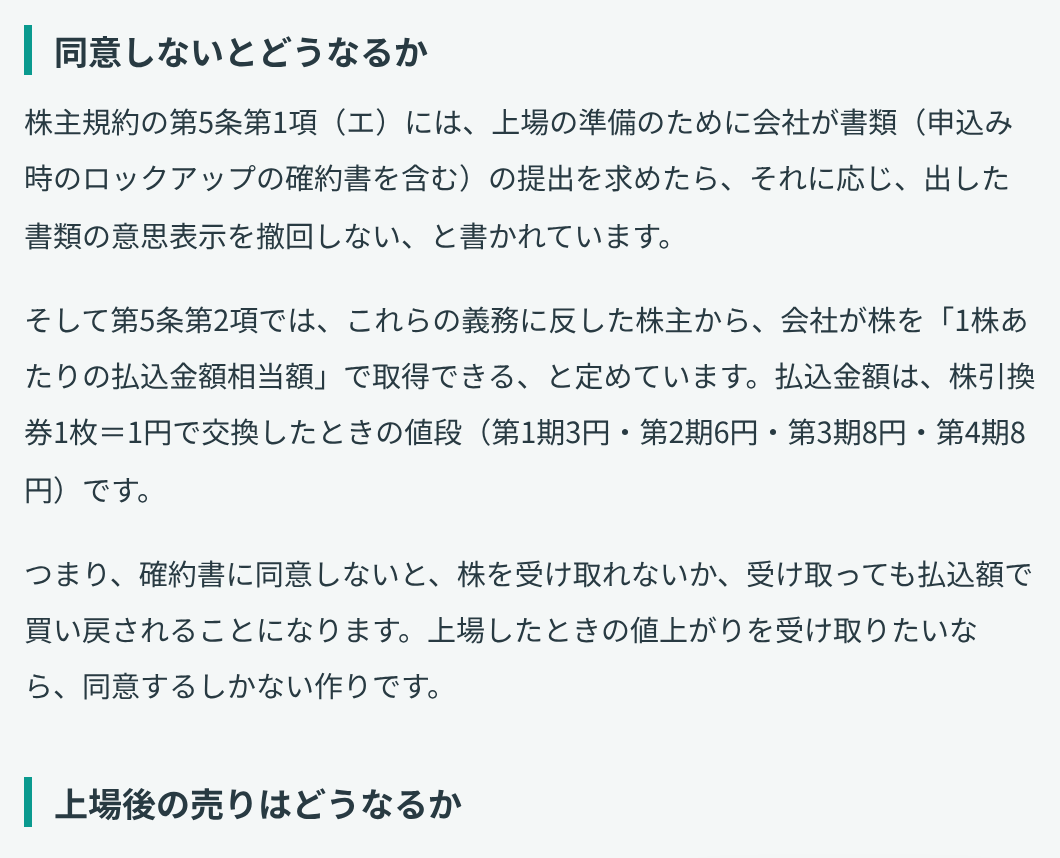 同意しないとどうなるか
株主規約の第5条第1項（エ）には、上場の準備のために会社が書類（申込み
時のロックアップの確約書を含む）の提出を求めたら、それに応じ、出した
書類の意思表示を撤回しない、と書かれています。
そして第5条第2項では、これらの義務に反した株主から、会社が株を「1株あ
たりの払込金額相当額」で取得できる、と定めています。払込金額は、株引換
券1枚＝1円で交換したときの値段（第1期3円・第2期6円・第3期8円・第4期8
円）です。
つまり、確約書に同意しないと、株を受け取れないか、受け取っても払込額で
買い戻されることになります。上場したときの値上がりを受け取りたいな
ら、同意するしかない作りです。
上場後の売りはどうなるか